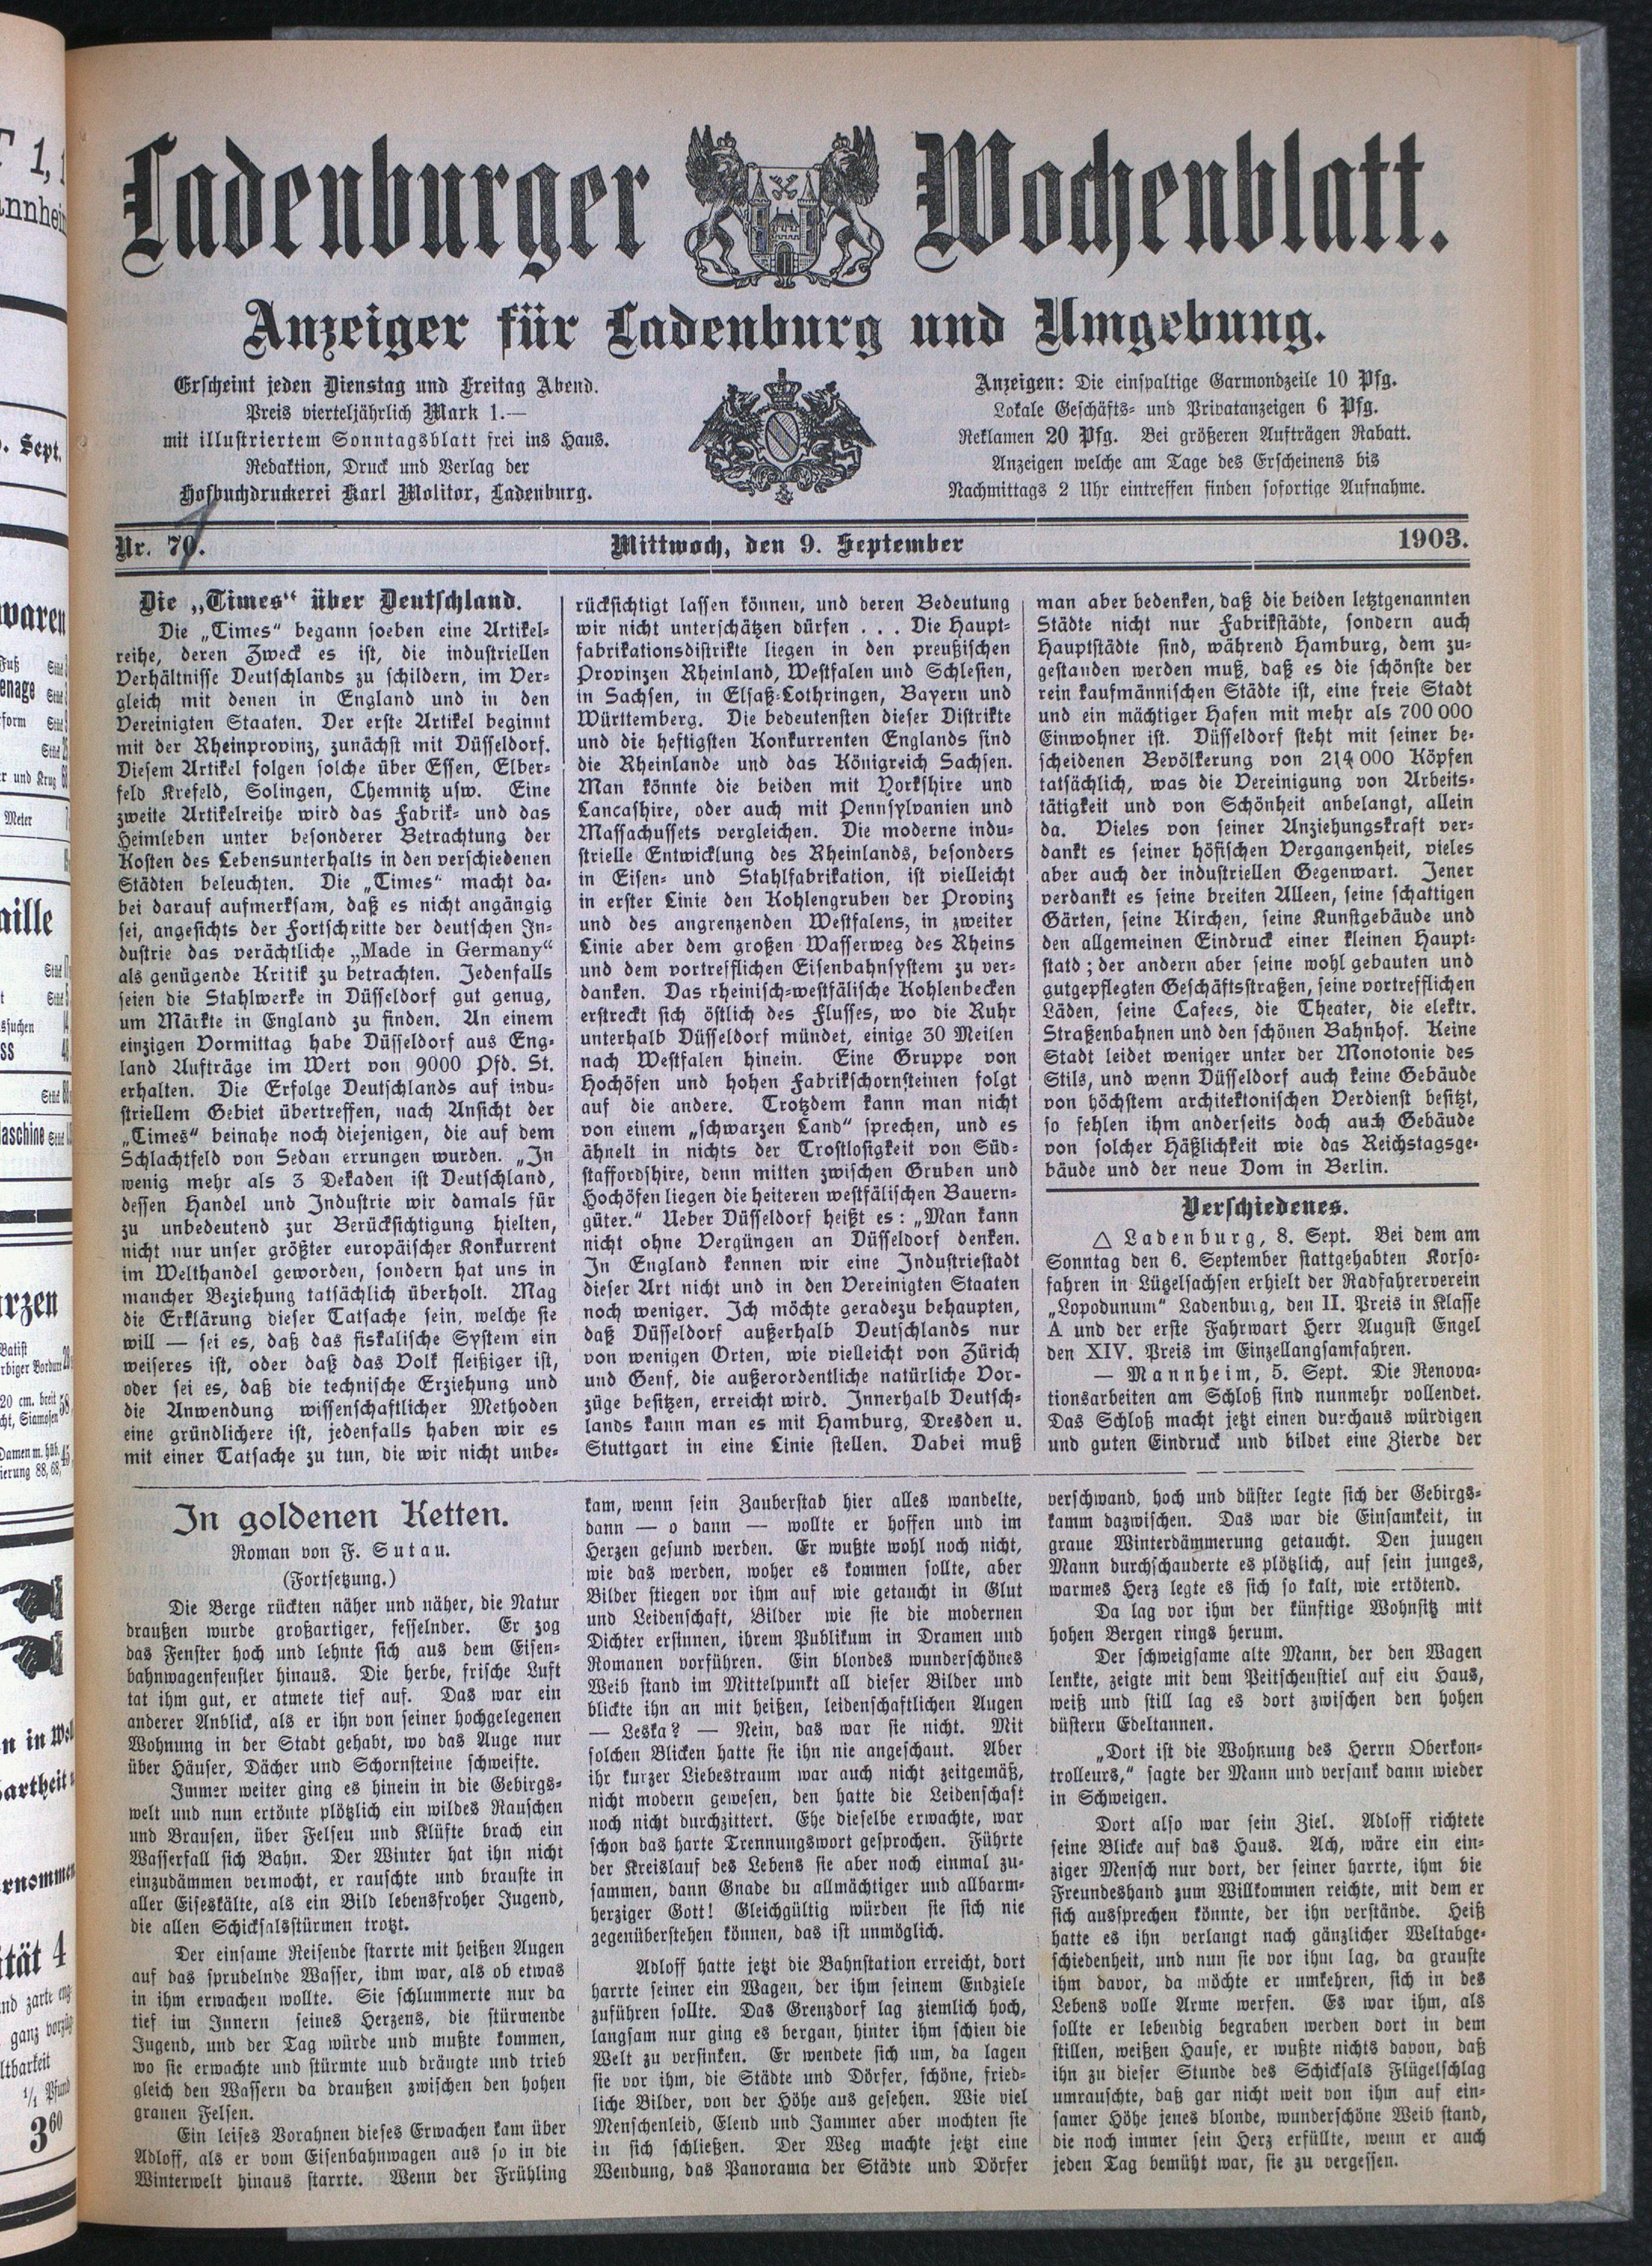 Ladenburger Wochenblatt.
Anzeiger für Ladenburg und Umgebung.
Erscheint jeden Dienstag und Freitag Abend.
Preis vierteljährlich Mark 1.—
mit illustriertem Sonntagsblatt frei ins Haus.
Redaktion, Druck und Verlag der
Hofbuchdruckerei Karl Molitor, Ladenburg.
Anzeigen: Die einspaltige Garmondzeile 10 Pfg.
Lokale Geschäfts- und Privatanzeigen 6 Pfg.
Reklamen 20 Pfg. Bei größeren Aufträgen Rabatt.
Anzeigen welche am Tage des Erscheinens bis
Nachmittags 2 Uhr eintreffen finden sofortige Aufnahme.
Nr. 70.
Mittwoch, den 9. September
1903.
Die „Times“ über Deutschland.
Die „Times“ begann soeben eine Artikel-
reihe, deren Zweck es ist, die industriellen
Verhältnisse Deutschlands zu schildern, im Ver-
gleich mit denen in England und in den
Vereinigten Staaten. Der erste Artikel beginnt
mit der Rheinprovinz, zunächst mit Düsseldorf.
Diesem Artikel folgen solche über Essen, Elber-
feld Krefeld, Solingen, Chemnitz usw. Eine
zweite Artikelreihe wird das Fabrik- und das
Heimleben unter besonderer Betrachtung der
Kosten des Lebensunterhalts in den verschiedenen
Städten beleuchten. Die „Times“ macht da-
bei darauf aufmerksam, daß es nicht angängig
sei, angesichts der Fortschritte der deutschen In-
dustrie das verächtliche „Made in Germany“
als genügende Kritik zu betrachten. Jedenfalls
seien die Stahlwerke in Düsseldorf gut genug,
um Märkte in England zu finden. An einem
einzigen Vormittag habe Düsseldorf aus Eng-
land Aufträge im Wert von 9000 Pfd. St.
erhalten. Die Erfolge Deutschlands auf indu-
striellem Gebiet übertreffen, nach Ansicht der
„Times“ beinahe noch diejenigen, die auf dem
Schlachtfeld von Sedan errungen wurden. „In
wenig mehr als 3 Dekaden ist Deutschland,
dessen Handel und Industrie wir damals für
zu unbedeutend zur Berücksichtigung hielten,
nicht nur unser größter europäischer Konkurrent
im Welthandel geworden, sondern hat uns in
mancher Beziehung tatsächlich überholt. Mag
die Erklärung dieser Tatsache sein, welche sie
will — sei es, daß das fiskalische System ein
weiseres ist, oder daß das Volk fleißiger ist,
oder sei es, daß die technische Erziehung und
die Anwendung wissenschaftlicher Methoden
eine gründlichere ist, jedenfalls haben wir es
mit einer Tatsache zu tun, die wir nicht unbe-
rücksichtigt lassen können, und deren Bedeutung
wir nicht unterschätzen dürfen . . . Die Haupt-
fabrikationsdistrikte liegen in den preußischen
Provinzen Rheinland, Westfalen und Schlesien,
in Sachsen, in Elsaß-Lothringen, Bayern und
Württemberg. Die bedeutensten dieser Distrikte
und die heftigsten Konkurrenten Englands sind
die Rheinlande und das Königreich Sachsen.
Man könnte die beiden mit Yorkshire und
Lancashire, oder auch mit Pennsylvanien und
Massachussets vergleichen. Die moderne indu-
strielle Entwicklung des Rheinlands, besonders
in Eisen- und Stahlfabrikation, ist vielleicht
in erster Linie den Kohlengruben der Provinz
und des angrenzenden Westfalens, in zweiter
Linie aber dem großen Wasserweg des Rheins
und dem vortrefflichen Eisenbahnsystem zu ver-
danken. Das rheinisch-westfälische Kohlenbecken
erstreckt sich östlich des Flusses, wo die Ruhr
unterhalb Düsseldorf mündet, einige 30 Meilen
nach Westfalen hinein. Eine Gruppe von
Hochöfen und hohen Fabrikschornsteinen folgt
auf die andere. Trotzdem kann man nicht
von einem „schwarzen Land“ sprechen, und es
ähnelt in nichts der Trostlosigkeit von Süd-
staffordshire, denn mitten zwischen Gruben und
Hochöfen liegen die heiteren westfälischen Bauern-
güter.“ Ueber Düsseldorf heißt es: „Man kann
nicht ohne Vergüngen an Düsseldorf denken.
In England kennen wir eine Industriestadt
dieser Art nicht und in den Vereinigten Staaten
noch weniger. Ich möchte geradezu behaupten,
daß Düsseldorf außerhalb Deutschlands nur
von wenigen Orten, wie vielleicht von Zürich
und Genf, die außerordentliche natürliche Vor-
züge besitzen, erreicht wird. Innerhalb Deutsch-
lands kann man es mit Hamburg, Dresden u.
Stuttgart in eine Linie stellen. Dabei muß
man aber bedenken, daß die beiden letztgenannten
Städte nicht nur Fabrikstädte, sondern auch
Hauptstädte sind, während Hamburg, dem zu-
gestanden werden muß, daß es die schönste der
rein kaufmännischen Städte ist, eine freie Stadt
und ein mächtiger Hafen mit mehr als 700 000
Einwohner ist. Düsseldorf steht mit seiner be-
scheidenen Bevölkerung von 214 000 Köpfen
tatsächlich, was die Vereinigung von Arbeits-
tätigkeit und von Schönheit anbelangt, allein
da. Vieles von seiner Anziehungskraft ver-
dankt es seiner höfischen Vergangenheit, vieles
aber auch der industriellen Gegenwart. Jener
verdankt es seine breiten Alleen, seine schattigen
Gärten, seine Kirchen, seine Kunstgebäude und
den allgemeinen Eindruck einer kleinen Haupt-
statd; der andern aber seine wohl gebauten und
gutgepflegten Geschäftsstraßen, seine vortrefflichen
Läden, seine Cafees, die Theater, die elektr.
Straßenbahnen und den schönen Bahnhof. Keine
Stadt leidet weniger unter der Monotonie des
Stils, und wenn Düsseldorf auch keine Gebäude
von höchstem architektonischen Verdienst besitzt,
so fehlen ihm anderseits doch auch Gebäude
von solcher Häßlichkeit wie das Reichstagsge-
bäude und der neue Dom in Berlin.
Verschiedenes.
△ Ladenburg, 8. Sept. Bei dem am
Sonntag den 6. September stattgehabten Korso-
fahren in Lützelsachsen erhielt der Radfahrerverein
„Lopodunum“ Ladenburg, den II. Preis in Klasse
A und der erste Fahrwart Herr August Engel
den XIV. Preis im Einzellangsamfahren.
— Mannheim, 5. Sept. Die Renova-
tionsarbeiten am Schloß sind nunmehr vollendet.
Das Schloß macht jetzt einen durchaus würdigen
und guten Eindruck und bildet eine Zierde der
In goldenen Ketten.
Roman von F. Sutau.
(Fortsetzung.)
Die Berge rückten näher und näher, die Natur
draußen wurde großartiger, fesselnder. Er zog
das Fenster hoch und lehnte sich aus dem Eisen-
bahnwagenfenster hinaus. Die herbe, frische Luft
tat ihm gut, er atmete tief auf. Das war ein
anderer Anblick, als er ihn von seiner hochgelegenen
Wohnung in der Stadt gehabt, wo das Auge nur
über Häuser, Dächer und Schornsteine schweifte.
Immer weiter ging es hinein in die Gebirgs-
welt und nun ertönte plötzlich ein wildes Rauschen
und Brausen, über Felsen und Klüfte brach ein
Wasserfall sich Bahn. Der Winter hat ihn nicht
einzudämmen vermocht, er rauschte und brauste in
aller Eiseskälte, als ein Bild lebensfroher Jugend,
die allen Schicksalsstürmen trotzt.
Der einsame Reisende starrte mit heißen Augen
auf das sprudelnde Wasser, ihm war, als ob etwas
in ihm erwachen wollte. Sie schlummerte nur da
tief im Innern seines Herzens, die stürmende
Jugend, und der Tag würde und mußte kommen,
wo sie erwachte und stürmte und drängte und trieb
gleich den Wassern da draußen zwischen den hohen
grauen Felsen.
Ein leises Vorahnen dieses Erwachen kam über
Adloff, als er vom Eisenbahnwagen aus so in die
Winterwelt hinaus starrte. Wenn der Frühling
kam, wenn sein Zauberstab hier alles wandelte,
dann — o dann — wollte er hoffen und im
Herzen gesund werden. Er wußte wohl noch nicht,
wie das werden, woher es kommen sollte, aber
Bilder stiegen vor ihm auf wie getaucht in Glut
und Leidenschaft, Bilder wie sie die modernen
Dichter ersinnen, ihrem Publikum in Dramen und
Romanen vorführen. Ein blondes wunderschönes
Weib stand im Mittelpunkt all dieser Bilder und
blickte ihn an mit heißen, leidenschaftlichen Augen
— Leska? — Nein, das war sie nicht. Mit
solchen Blicken hatte sie ihn nie angeschaut. Aber
ihr kurzer Liebestraum war auch nicht zeitgemäß,
nicht modern gewesen, den hatte die Leidenschaft
noch nicht durchzittert. Ehe dieselbe erwachte, war
schon das harte Trennungswort gesprochen. Führte
der Kreislauf des Lebens sie aber noch einmal zu-
sammen, dann Gnade du allmächtiger und allbarm-
herziger Gott! Gleichgültig würden sie sich nie
gegenüberstehen können, das ist unmöglich.
Adloff hatte jetzt die Bahnstation erreicht, dort
harrte seiner ein Wagen, der ihm seinem Endziele
zuführen sollte. Das Grenzdorf lag ziemlich hoch,
langsam nur ging es bergan, hinter ihm schien die
Welt zu versinken. Er wendete sich um, da lagen
sie vor ihm, die Städte und Dörfer, schöne, fried-
liche Bilder, von der Höhe aus gesehen. Wie viel
Menschenleid, Elend und Jammer aber mochten sie
in sich schließen. Der Weg machte jetzt eine
Wendung, das Panorama der Städte und Dörfer
verschwand, hoch und düster legte sich der Gebirgs-
kamm dazwischen. Das war die Einsamkeit, in
graue Winterdämmerung getaucht. Den jungen
Mann durchschauderte es plötzlich, auf sein junges,
warmes Herz legte es sich so kalt, wie ertötend.
Da lag vor ihm der künftige Wohnsitz mit
hohen Bergen rings herum.
Der schweigsame alte Mann, der den Wagen
lenkte, zeigte mit dem Peitschenstiel auf ein Haus,
weiß und still lag es dort zwischen den hohen
düstern Edeltannen.
„Dort ist die Wohnung des Herrn Oberkon-
trolleurs,“ sagte der Mann und versank dann wieder
in Schweigen.
Dort also war sein Ziel. Adloff richtete
seine Blicke auf das Haus. Ach, wäre ein ein-
ziger Mensch nur dort, der seiner harrte, ihm die
Freundeshand zum Willkommen reichte, mit dem er
sich aussprechen könnte, der ihn verstände. Heiß
hatte es ihn verlangt nach gänzlicher Weltabge-
schiedenheit, und nun sie vor ihm lag, da grauste
ihm davor, da möchte er umkehren, sich in des
Lebens volle Arme werfen. Es war ihm, als
sollte er lebendig begraben werden dort in dem
stillen, weißen Hause, er wußte nichts davon, daß
ihn zu dieser Stunde des Schicksals Flügelschlag
umrauschte, daß gar nicht weit von ihm auf ein-
samer Höhe jenes blonde, wunderschöne Weib stand,
die noch immer sein Herz erfüllte, wenn er auch
jeden Tag bemüht war, sie zu vergessen.